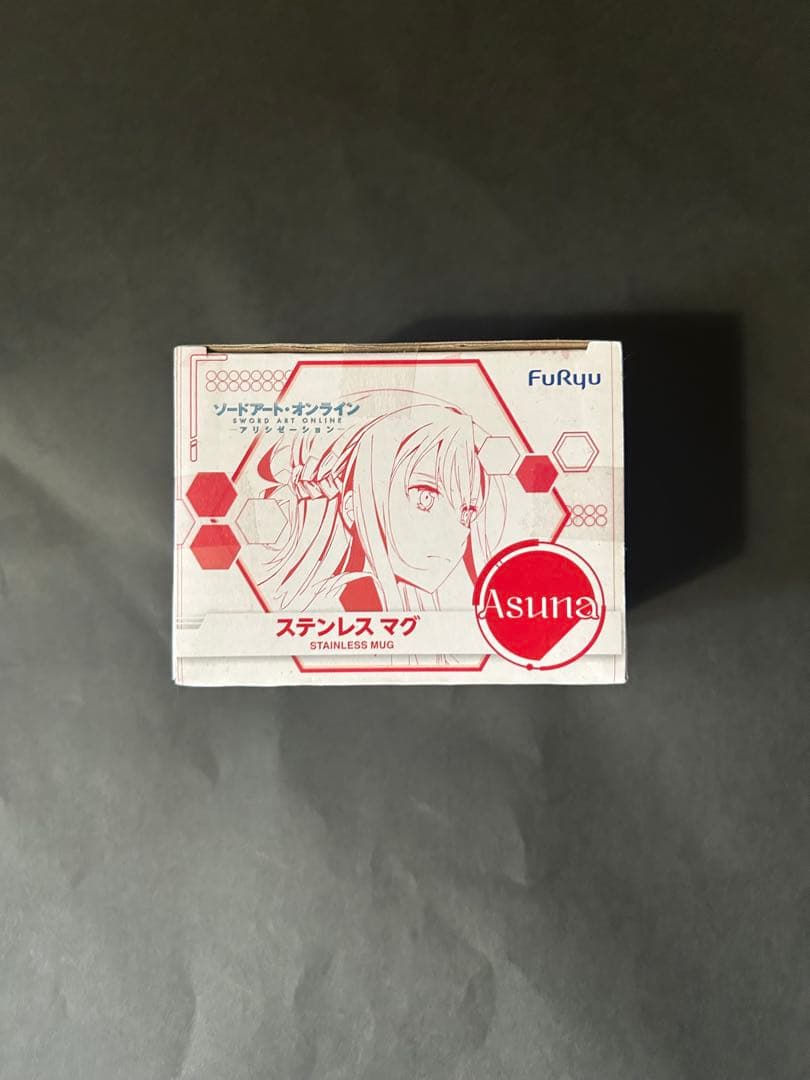 FuRyu
ソードアート・オンライン
SWORD ART ONLINE
アリシゼーション
Asuna
ステンレス マグ
STAINLESS MUG